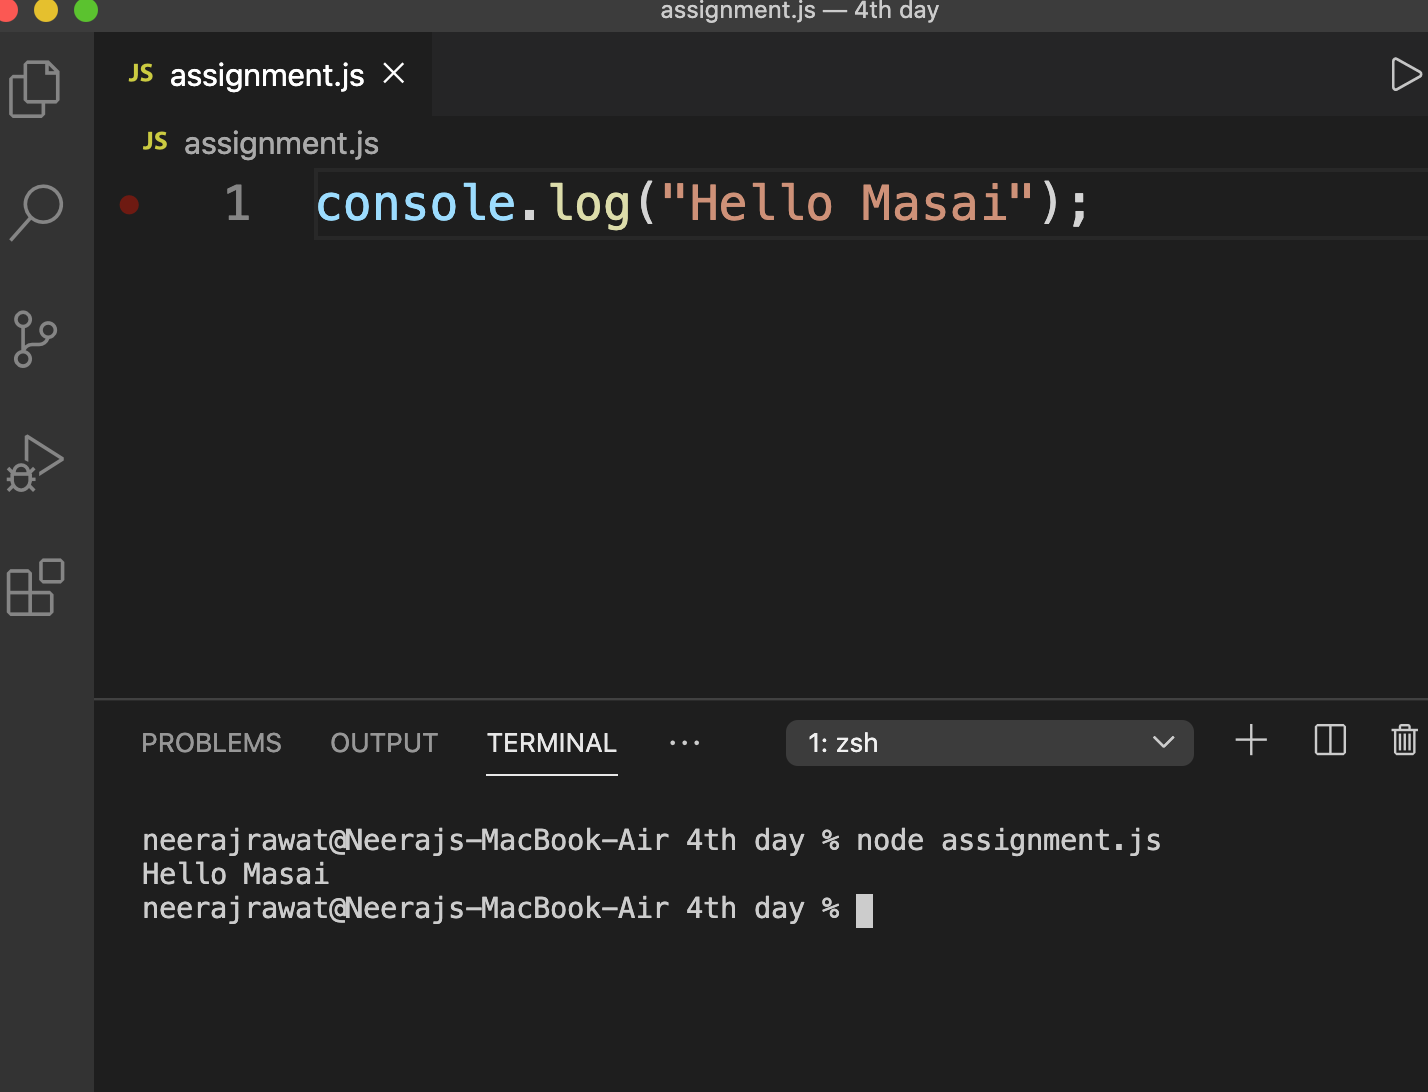 assignment.js — 4th day
JS assignment.js
JS assignment.js
1 console.log("Hello Masai");
PROBLEMS OUTPUT TERMINAL ··· 1: zsh
neerajrawat@Neerajs-MacBook-Air 4th day % node assignment.js
Hello Masai
neerajrawat@Neerajs-MacBook-Air 4th day %